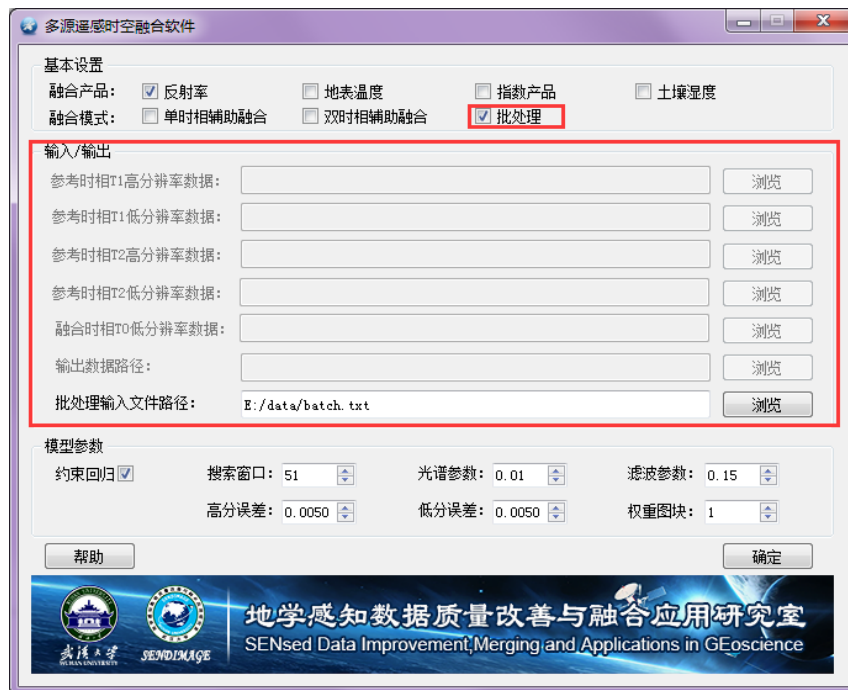 多源遥感时空融合软件
基本设置
融合产品： 反射率 地表温度 指数产品 土壤湿度
融合模式： 单时相辅助融合 双时相辅助融合 批处理
输入/输出
参考时相T1高分辨率数据： 浏览
参考时相T1低分辨率数据： 浏览
参考时相T2高分辨率数据： 浏览
参考时相T2低分辨率数据： 浏览
融合时相T0低分辨率数据： 浏览
输出数据路径： 浏览
批处理输入文件路径： E:/data/batch.txt 浏览
模型参数
约束回归 搜索窗口： 51 光谱参数： 0.01 滤波参数： 0.15
高分误差： 0.0050 低分误差： 0.0050 权重图块： 1
帮助 确定
地学感知数据质量改善与融合应用研究室
SENsed Data Improvement,Merging and Applications in GEoscience
武汉大学
WUHAN UNIVERSITY
SENDIMAGE